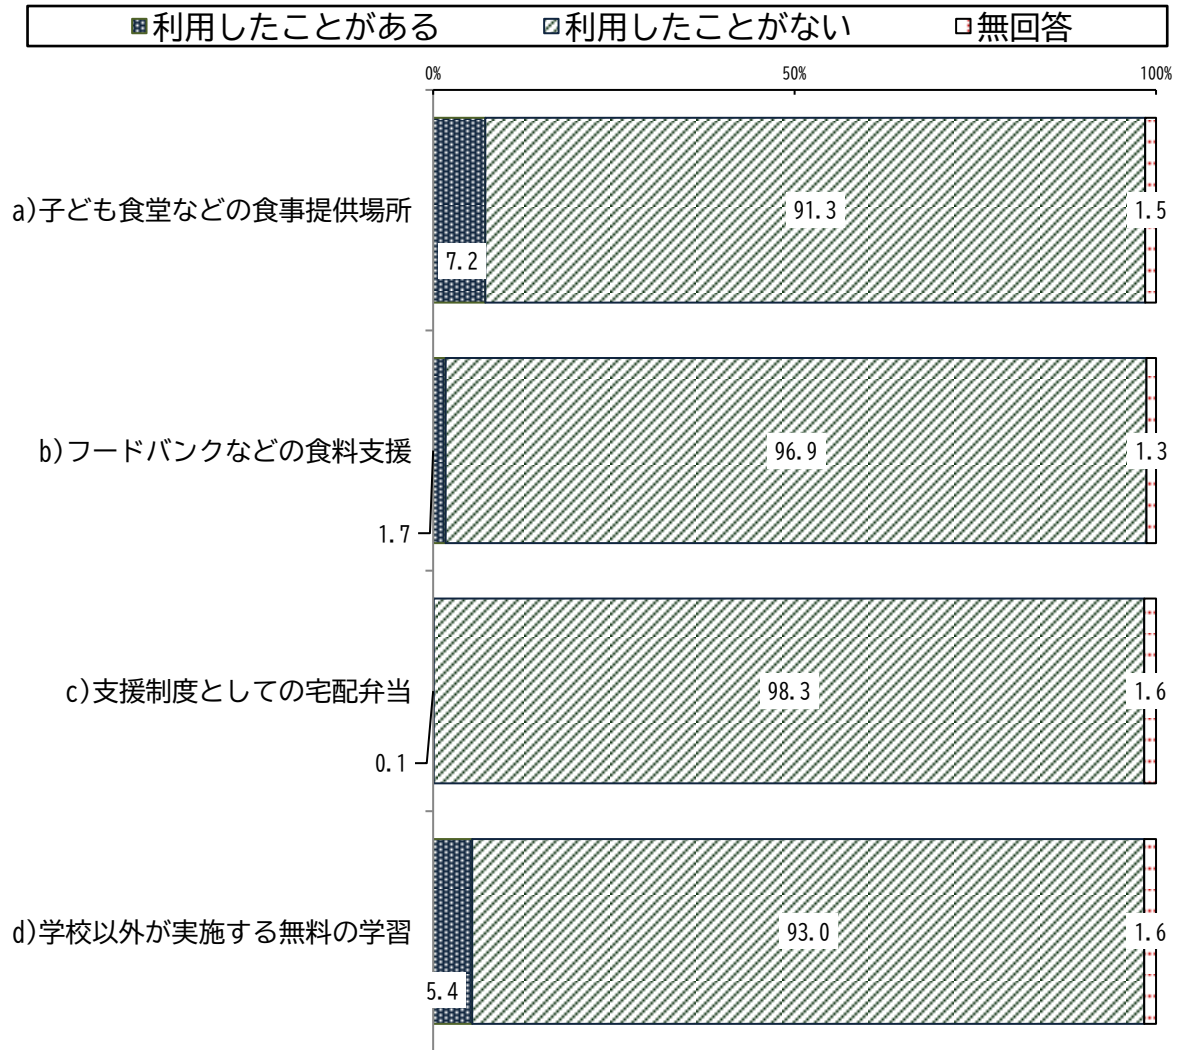 利用したことがある 利用したことがない 無回答
0% 50% 100%
a)子ども食堂などの食事提供場所
7.2 91.3 1.5
b)フードバンクなどの食料支援
1.7 96.9 1.3
c)支援制度としての宅配弁当
0.1 98.3 1.6
d)学校以外が実施する無料の学習
5.4 93.0 1.6